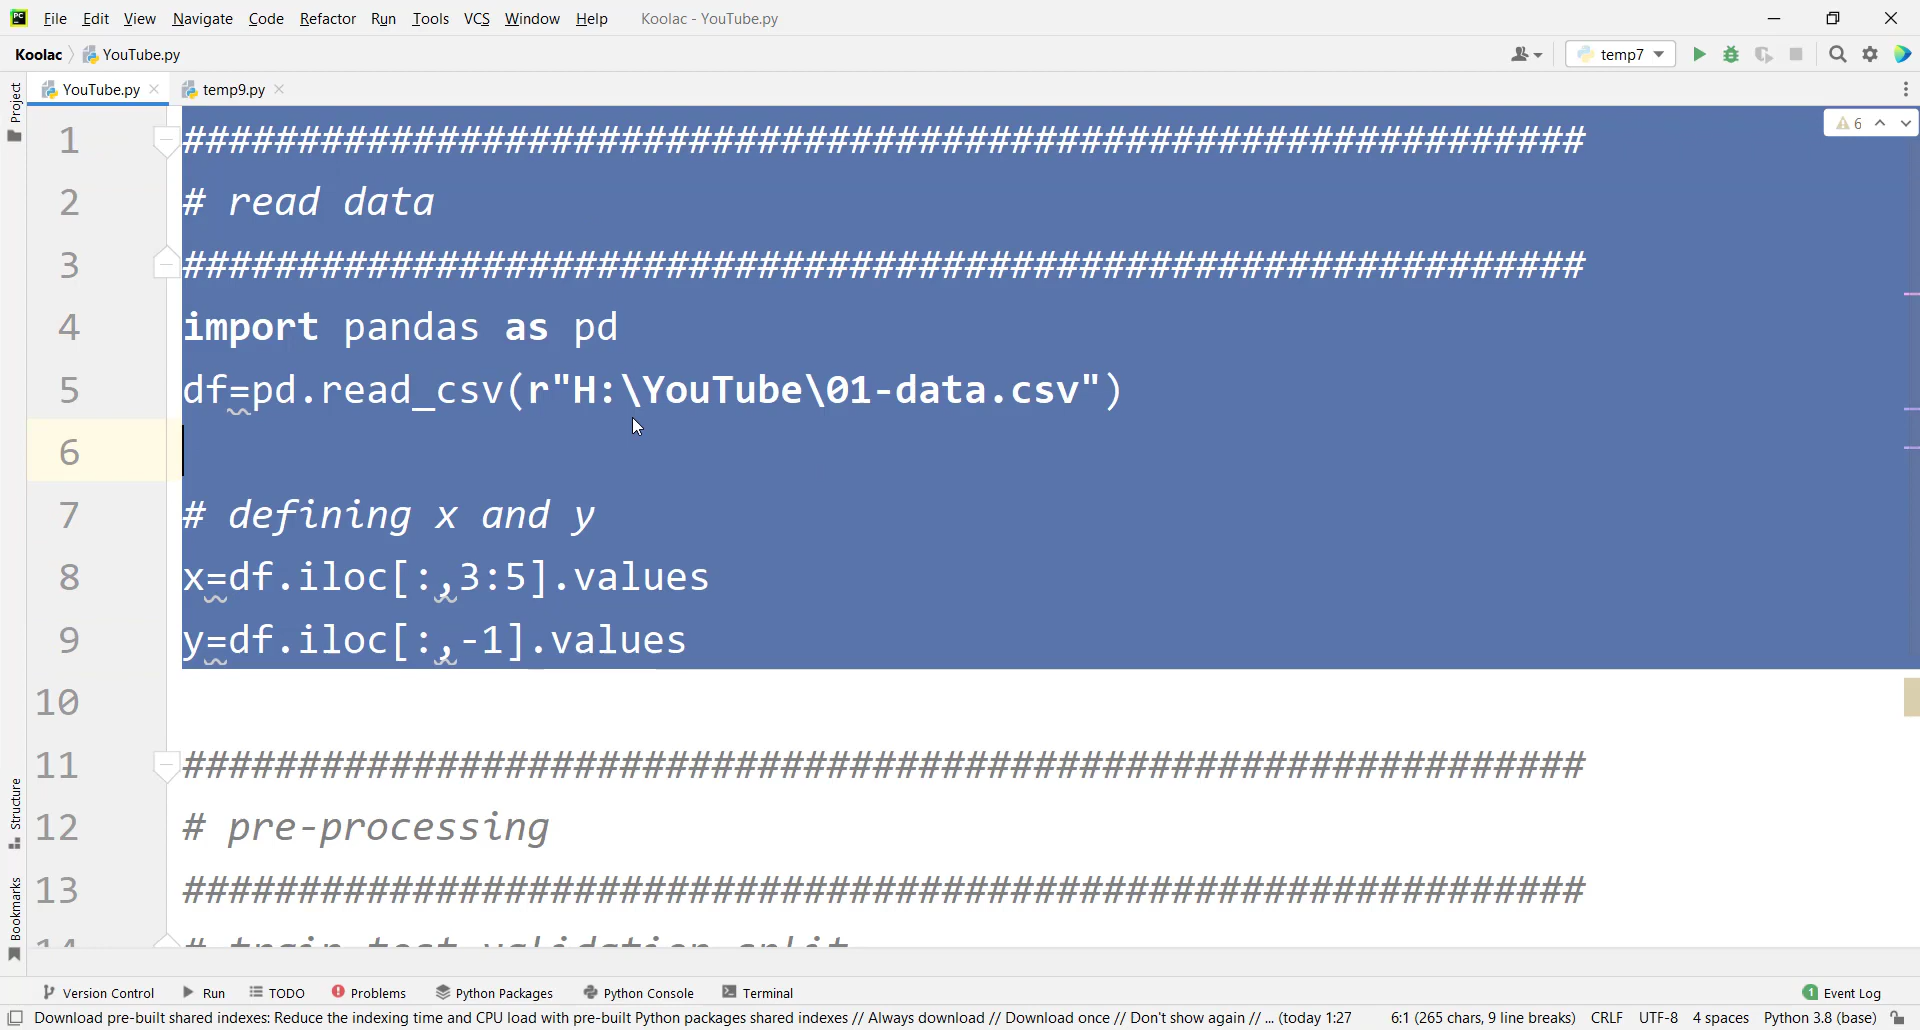 File Edit View Navigate Code Refactor Run Tools VCS Window Help Koolac - YouTube.py
Koolac YouTube.py temp7
YouTube.py temp9.py
Project
6
1 #############################################################
2 # read data
3 #############################################################
4 import pandas as pd
5 df=pd.read_csv(r"H:\YouTube\01-data.csv")
6
7 # defining x and y
8 x=df.iloc[:,3:5].values
9 y=df.iloc[:,-1].values
10
11 #############################################################
12 # pre-processing
13 #############################################################
14 # train test validation split
Structure
Bookmarks
Version Control Run TODO Problems Python Packages Python Console Terminal 1 Event Log
Download pre-built shared indexes: Reduce the indexing time and CPU load with pre-built Python packages shared indexes // Always download // Download once // Don't show again // ... (today 1:27 6:1 (265 chars, 9 line breaks) CRLF UTF-8 4 spaces Python 3.8 (base)